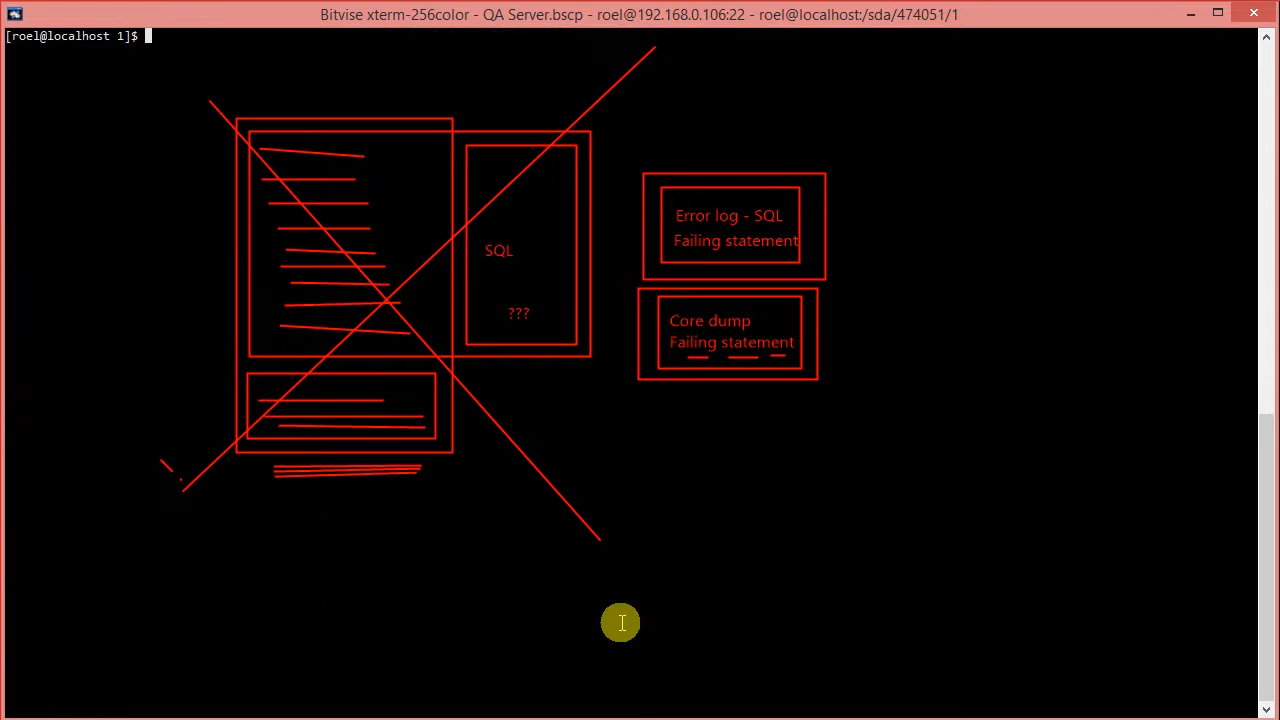 Bitvise xterm-256color - QA Server.bscp - roel@192.168.0.106:22 - roel@localhost:/sda/474051/1
[roel@localhost 1]$
SQL
???
Error log - SQL
Failing statement
Core dump
Failing statement